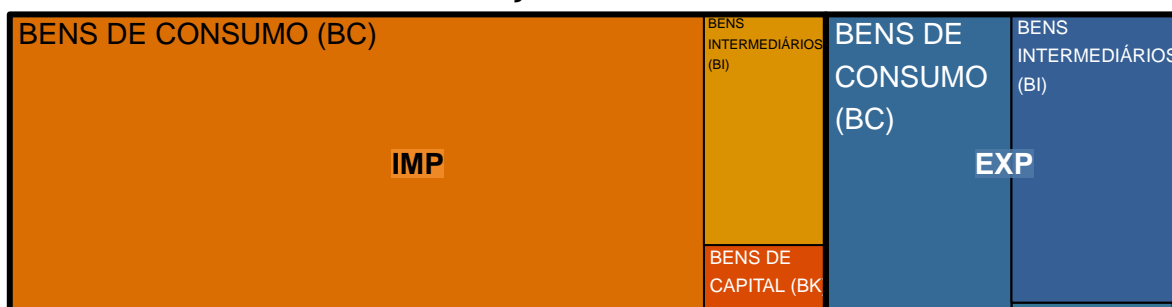 BENS DE CONSUMO (BC)
IMP
BENS
INTERMEDIÁRIOS
(BI)
BENS DE
CAPITAL (BK
BENS DE
CONSUMO
(BC)
EXP
BENS
INTERMEDIÁRIOS
(BI)